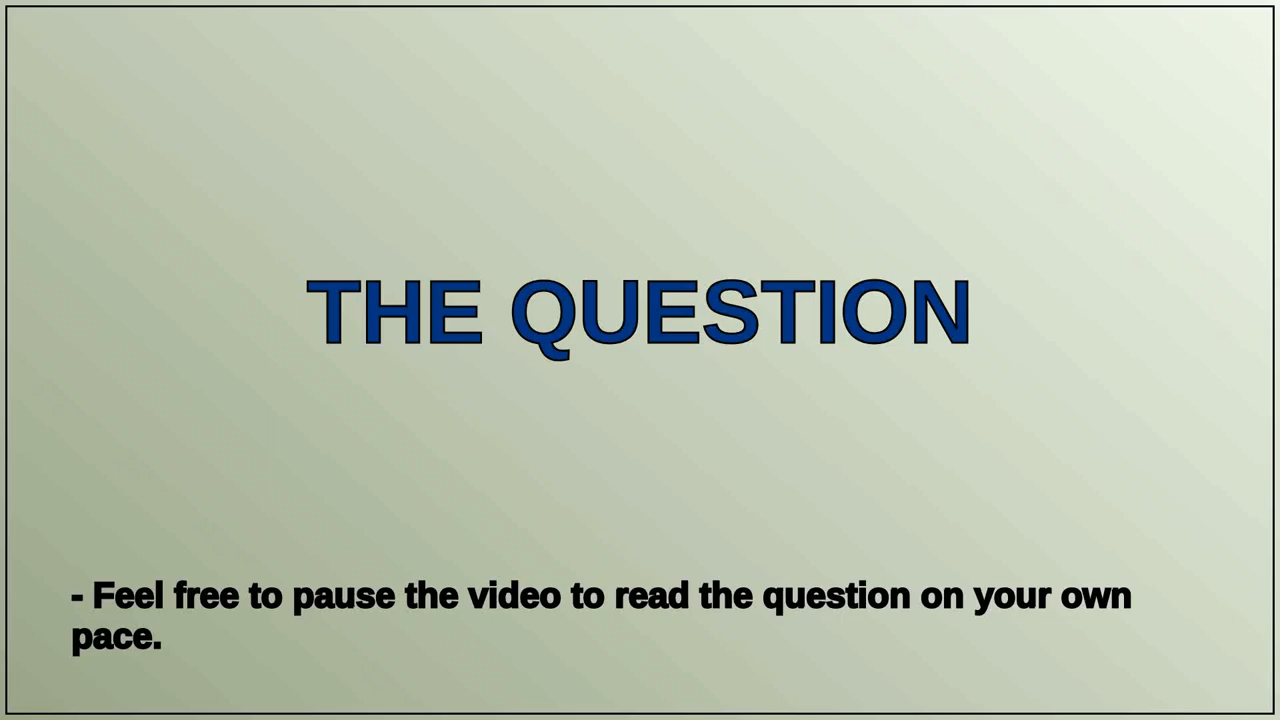 THE QUESTION
- Feel free to pause the video to read the question on your own
pace.